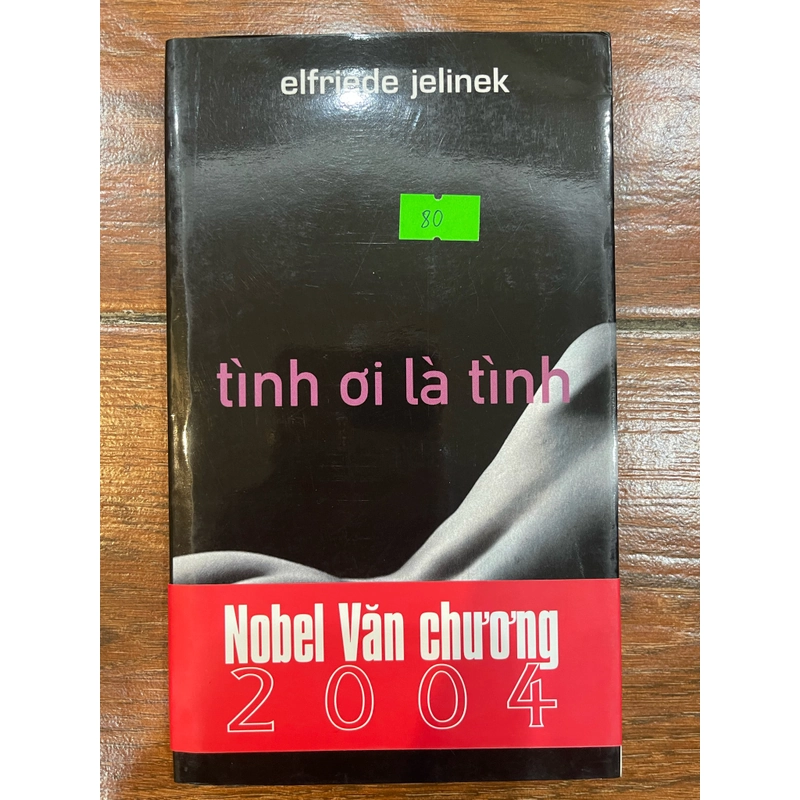 elfriede jelinek
80
tình ơi là tình
Nobel Văn chương
2004